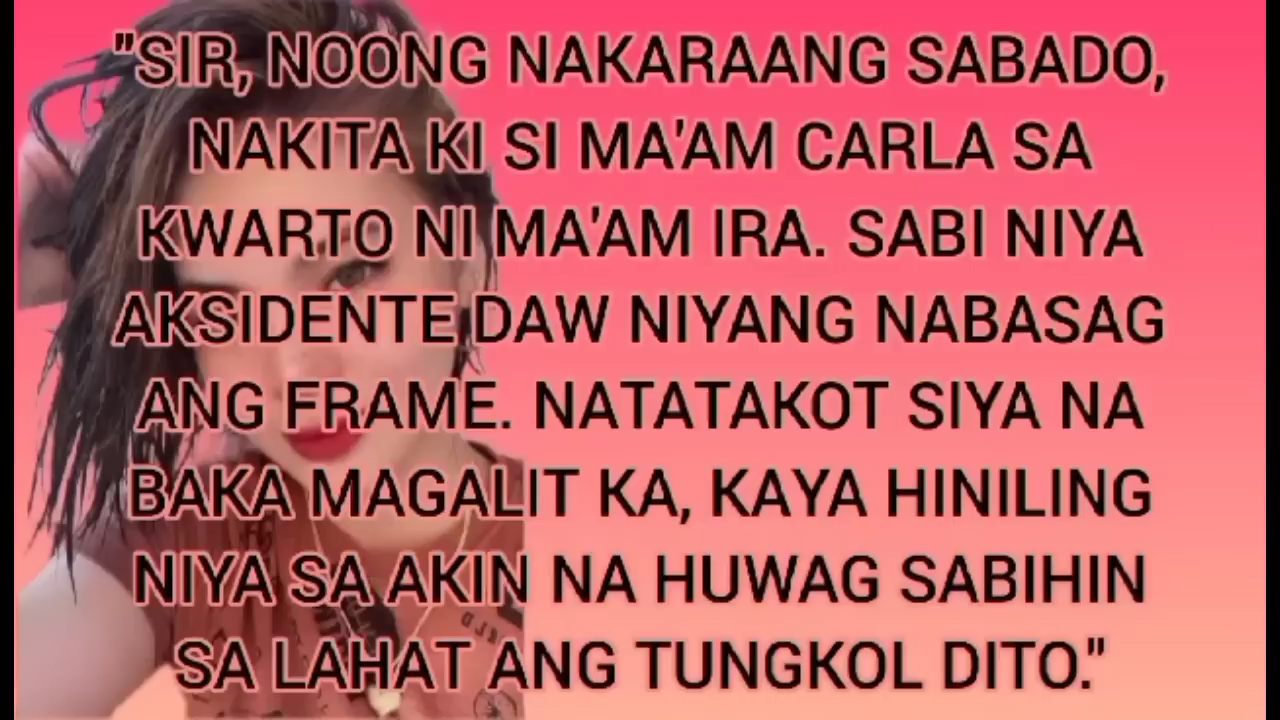 "SIR, NOONG NAKARAANG SABADO,
NAKITA KI SI MA'AM CARLA SA
KWARTO NI MA'AM IRA. SABI NIYA
AKSIDENTE DAW NIYANG NABASAG
ANG FRAME. NATATAKOT SIYA NA
BAKA MAGALIT KA, KAYA HINILING
NIYA SA AKIN NA HUWAG SABIHIN
SA LAHAT ANG TUNGKOL DITO."